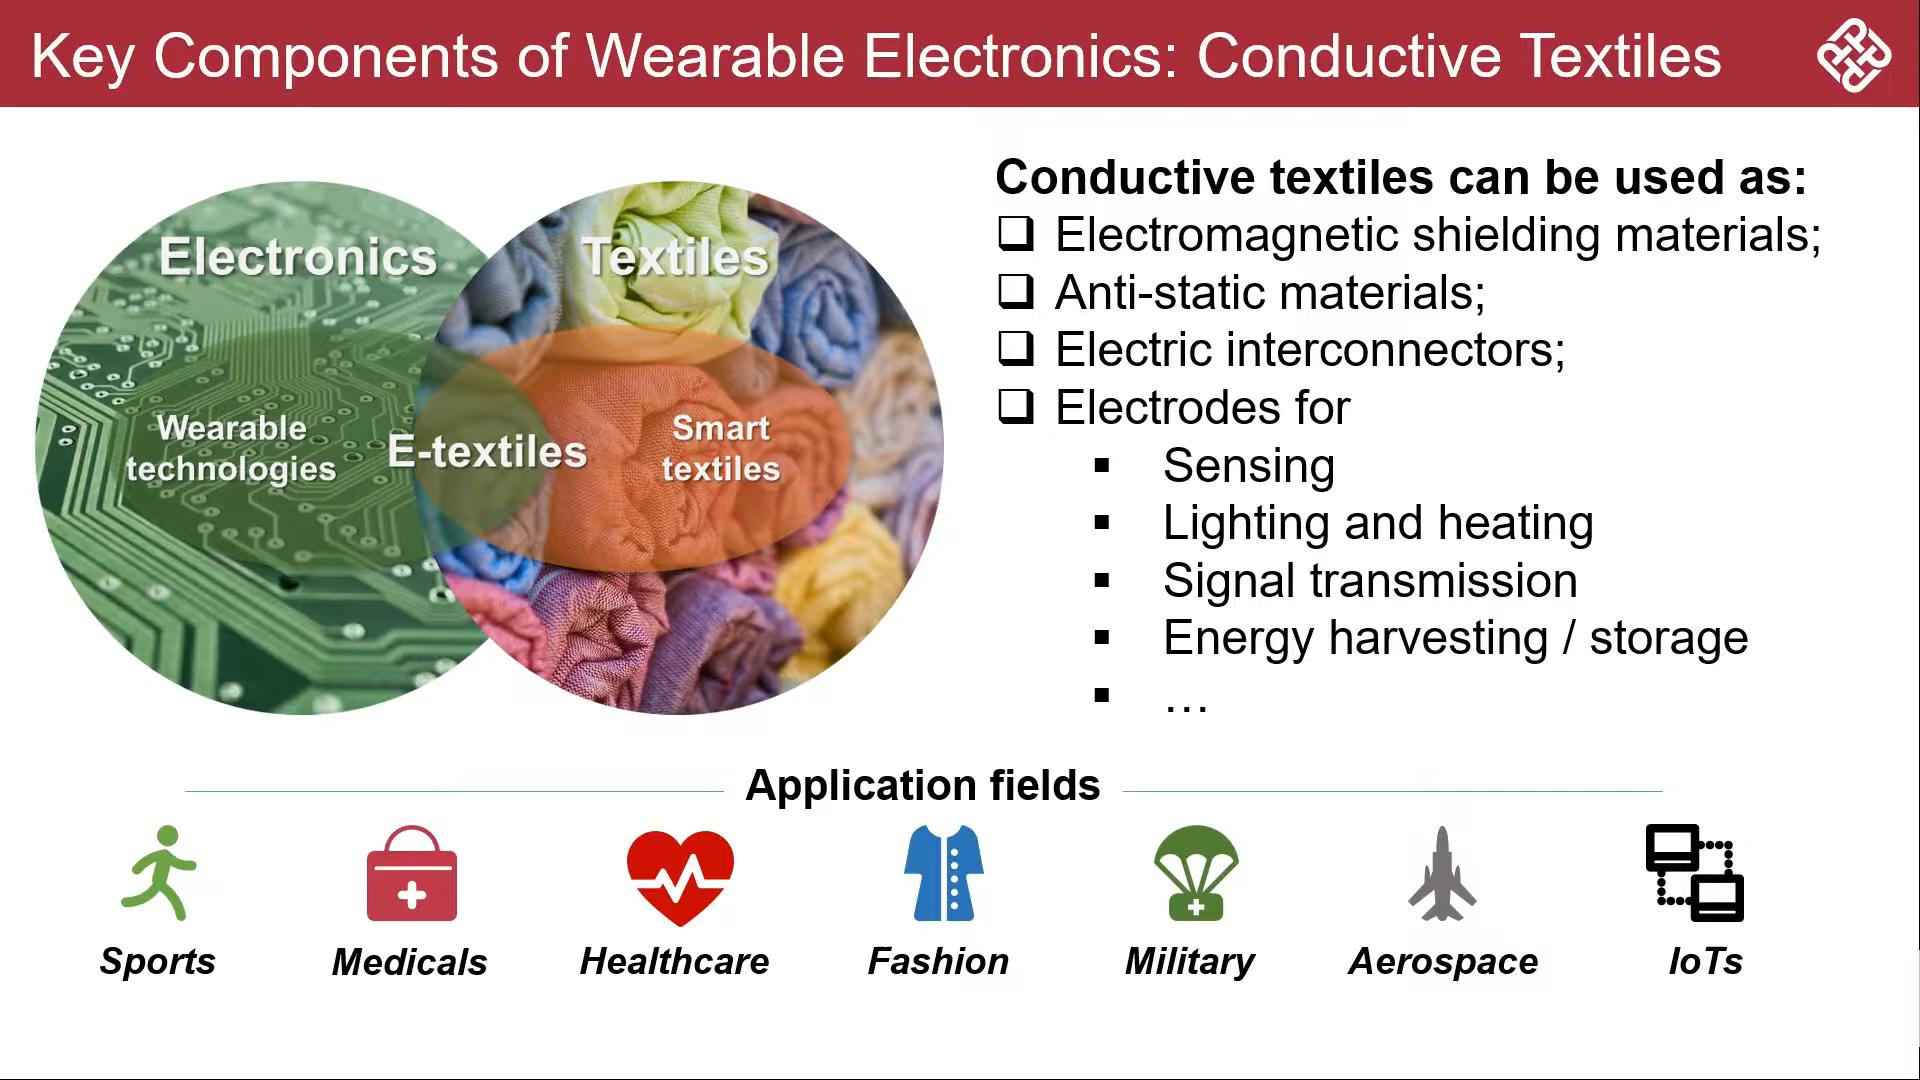 Key Components of Wearable Electronics: Conductive Textiles
Electronics
Textiles
Wearable
technologies
E-textiles
Smart
textiles
Conductive textiles can be used as:
Electromagnetic shielding materials;
Anti-static materials;
Electric interconnectors;
Electrodes for
Sensing
Lighting and heating
Signal transmission
Energy harvesting / storage
…
Application fields
Sports
Medicals
Healthcare
Fashion
Military
Aerospace
IoTs